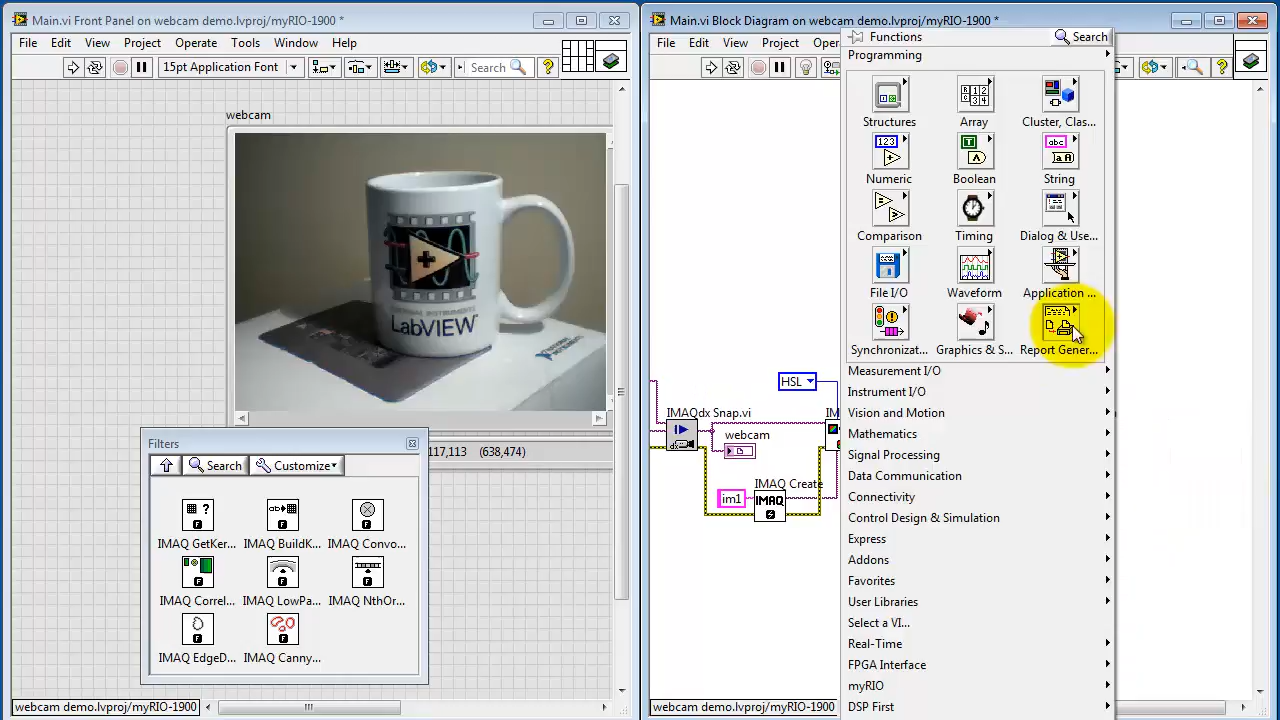 Main.vi Front Panel on webcam demo.lvproj/myRIO-1900 *
File Edit View Project Operate Tools Window Help
15pt Application Font
Search
webcam
LabVIEW
117,113 (638,474)
Filters
Search
Customize
IMAQ GetKer...
IMAQ BuildK...
IMAQ Convo...
IMAQ Correl...
IMAQ LowPa...
IMAQ NthOr...
IMAQ EdgeD...
IMAQ Canny...
webcam demo.lvproj/myRIO-1900
Main.vi Block Diagram on webcam demo.lvproj/myRIO-1900 *
File Edit View Project Oper
HSL
IMAQdx Snap.vi
IM
webcam
IMAQ Create
im1
IMAQ
webcam demo.lvproj/myRIO-1900
Functions
Search
Programming
Structures
Array
Cluster, Clas...
Numeric
Boolean
String
Comparison
Timing
Dialog & Use...
File I/O
Waveform
Application ...
Synchronizat...
Graphics & S...
Report Gener...
Measurement I/O
Instrument I/O
Vision and Motion
Mathematics
Signal Processing
Data Communication
Connectivity
Control Design & Simulation
Express
Addons
Favorites
User Libraries
Select a VI...
Real-Time
FPGA Interface
myRIO
DSP First